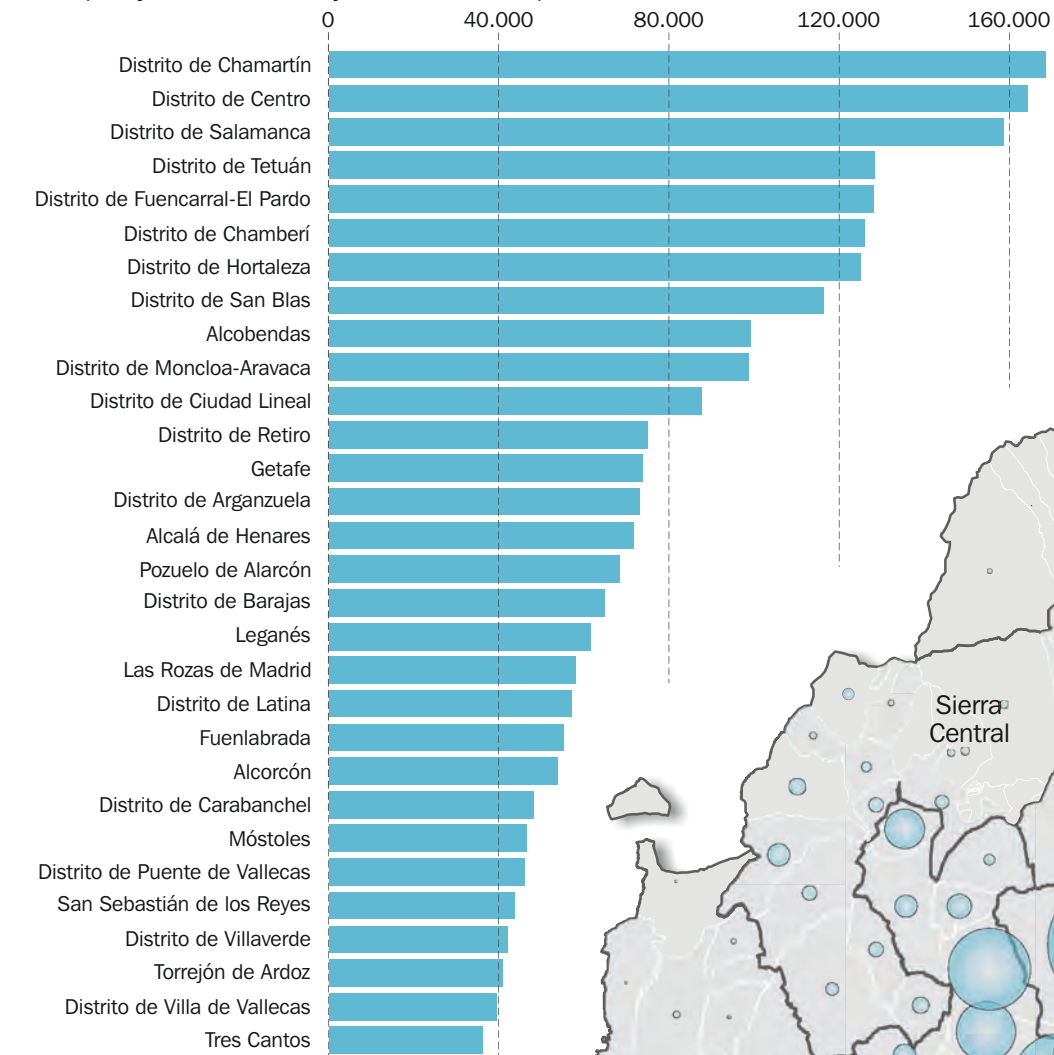 0 40.000 80.000 120.000 160.000
Distrito de Chamartín
Distrito de Centro
Distrito de Salamanca
Distrito de Tetuán
Distrito de Fuencarral-El Pardo
Distrito de Chamberí
Distrito de Hortaleza
Distrito de San Blas
Alcobendas
Distrito de Moncloa-Aravaca
Distrito de Ciudad Lineal
Distrito de Retiro
Getafe
Distrito de Arganzuela
Alcalá de Henares
Pozuelo de Alarcón
Distrito de Barajas
Leganés
Las Rozas de Madrid
Distrito de Latina
Fuenlabrada
Alcorcón
Distrito de Carabanchel
Móstoles
Distrito de Puente de Vallecas
San Sebastián de los Reyes
Distrito de Villaverde
Torrejón de Ardoz
Distrito de Villa de Vallecas
Tres Cantos
Sierra
Central